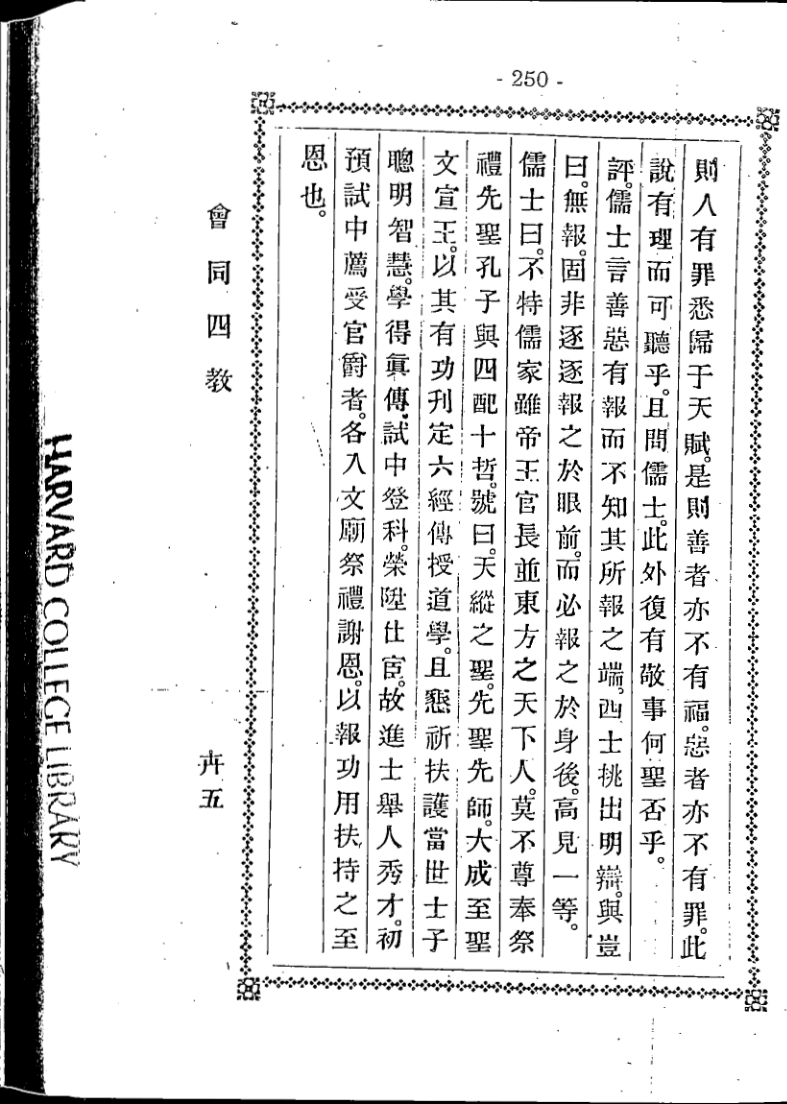 - 250 -
則人有罪悉歸于天賦。是則善者亦不有福。惡者亦不有罪。此
說有理而可聽乎。且問儒士。此外復有敬事何聖否乎。
評。儒士言善惡有報而不知其所報之端。西士挑出明辯。與豈
曰。無報。固非逐逐報之於眼前。而必報之於身後。高見一等。
儒士曰。不特儒家雖帝王官長並東方之天下人。莫不尊奉祭
禮先聖孔子與四配十哲。號曰。天縱之聖。先聖先師。大成至聖
文宣王。以其有功刋定六經傳授道學。且懇祈扶護當世士子
聰明智慧。學得眞傳。試中登科。榮陞仕宦。故進士舉人秀才。初
預試中薦受官爵者。各入文廟祭禮謝恩。以報功用扶持之至
恩也。
會同四教
卉五
HARVARD COLLEGE LIBRARY